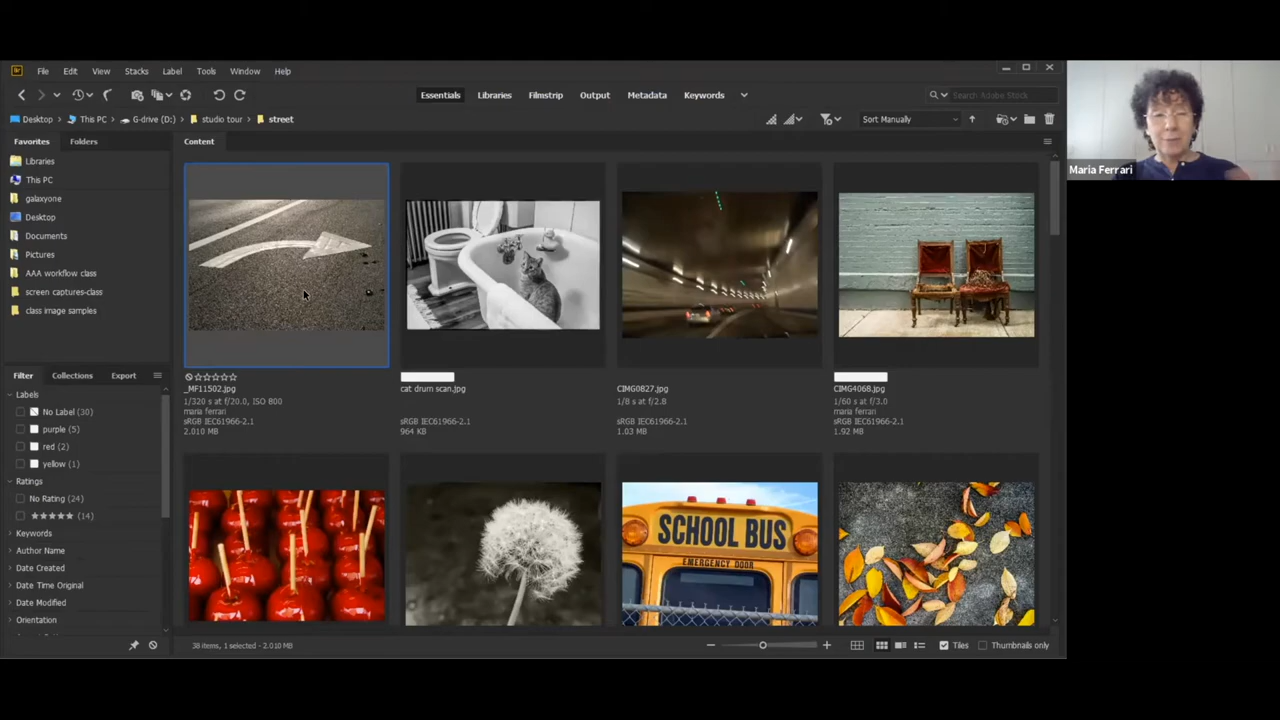 Br File Edit View Stacks Label Tools Window Help
Essentials Libraries Filmstrip Output Metadata Keywords Search Adobe Stock
Desktop > This PC > G-drive (D:) > studio tour > street Sort Manually
Favorites Folders
Libraries
This PC
galaxyone
Desktop
Documents
Pictures
AAA workflow class
screen captures-class
class image samples
Filter Collections Export
Labels
No Label (30)
purple (5)
red (2)
yellow (1)
Ratings
No Rating (24)
★★★★★ (14)
Keywords
Author Name
Date Created
Date Time Original
Date Modified
Orientation
Content
_MF11502.jpg
1/320 s at f/20.0, ISO 800
maria ferrari
sRGB IEC61966-2.1
2.010 MB
cat drum scan.jpg
sRGB IEC61966-2.1
964 KB
CIMG0827.jpg
1/8 s at f/2.8
sRGB IEC61966-2.1
1.03 MB
CIMG4068.jpg
1/60 s at f/3.0
maria ferrari
sRGB IEC61966-2.1
1.92 MB
SCHOOL BUS
EMERGENCY DOOR
38 items, 1 selected - 2.010 MB
Tiles Thumbnails only
Maria Ferrari